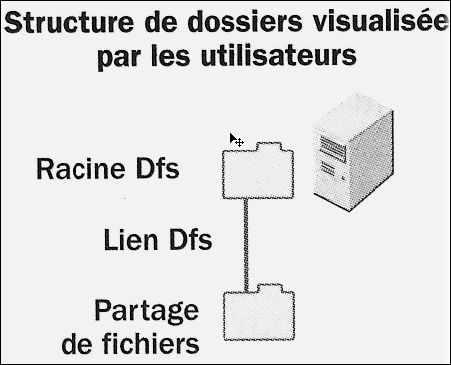 Structure de dossiers visualisée
par les utilisateurs
Racine Dfs
Lien Dfs
Partage
de fichiers